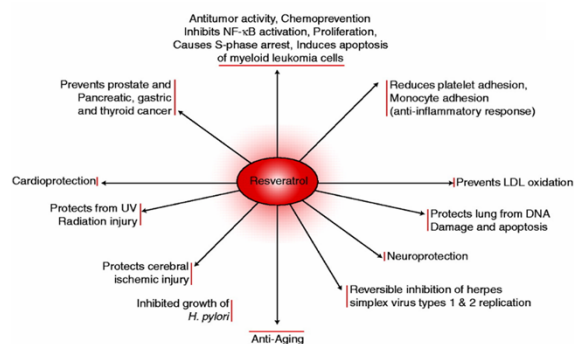 Antitumor activity, Chemoprevention
Inhibits NF-κB activation, Proliferation,
Causes S-phase arrest, Induces apoptosis
of myeloid leukomia cells
Prevents prostate and
Pancreatic, gastric
and thyroid cancer
Reduces platelet adhesion,
Monocyte adhesion
(anti-inflammatory response)
Resveratrol
Cardioprotection
Prevents LDL oxidation
Protects from UV
Radiation injury
Protects lung from DNA
Damage and apoptosis
Neuroprotection
Protects cerebral
ischemic injury
Reversible inhibition of herpes
simplex virus types 1 & 2 replication
Inhibited growth of
H. pylori
Anti-Aging